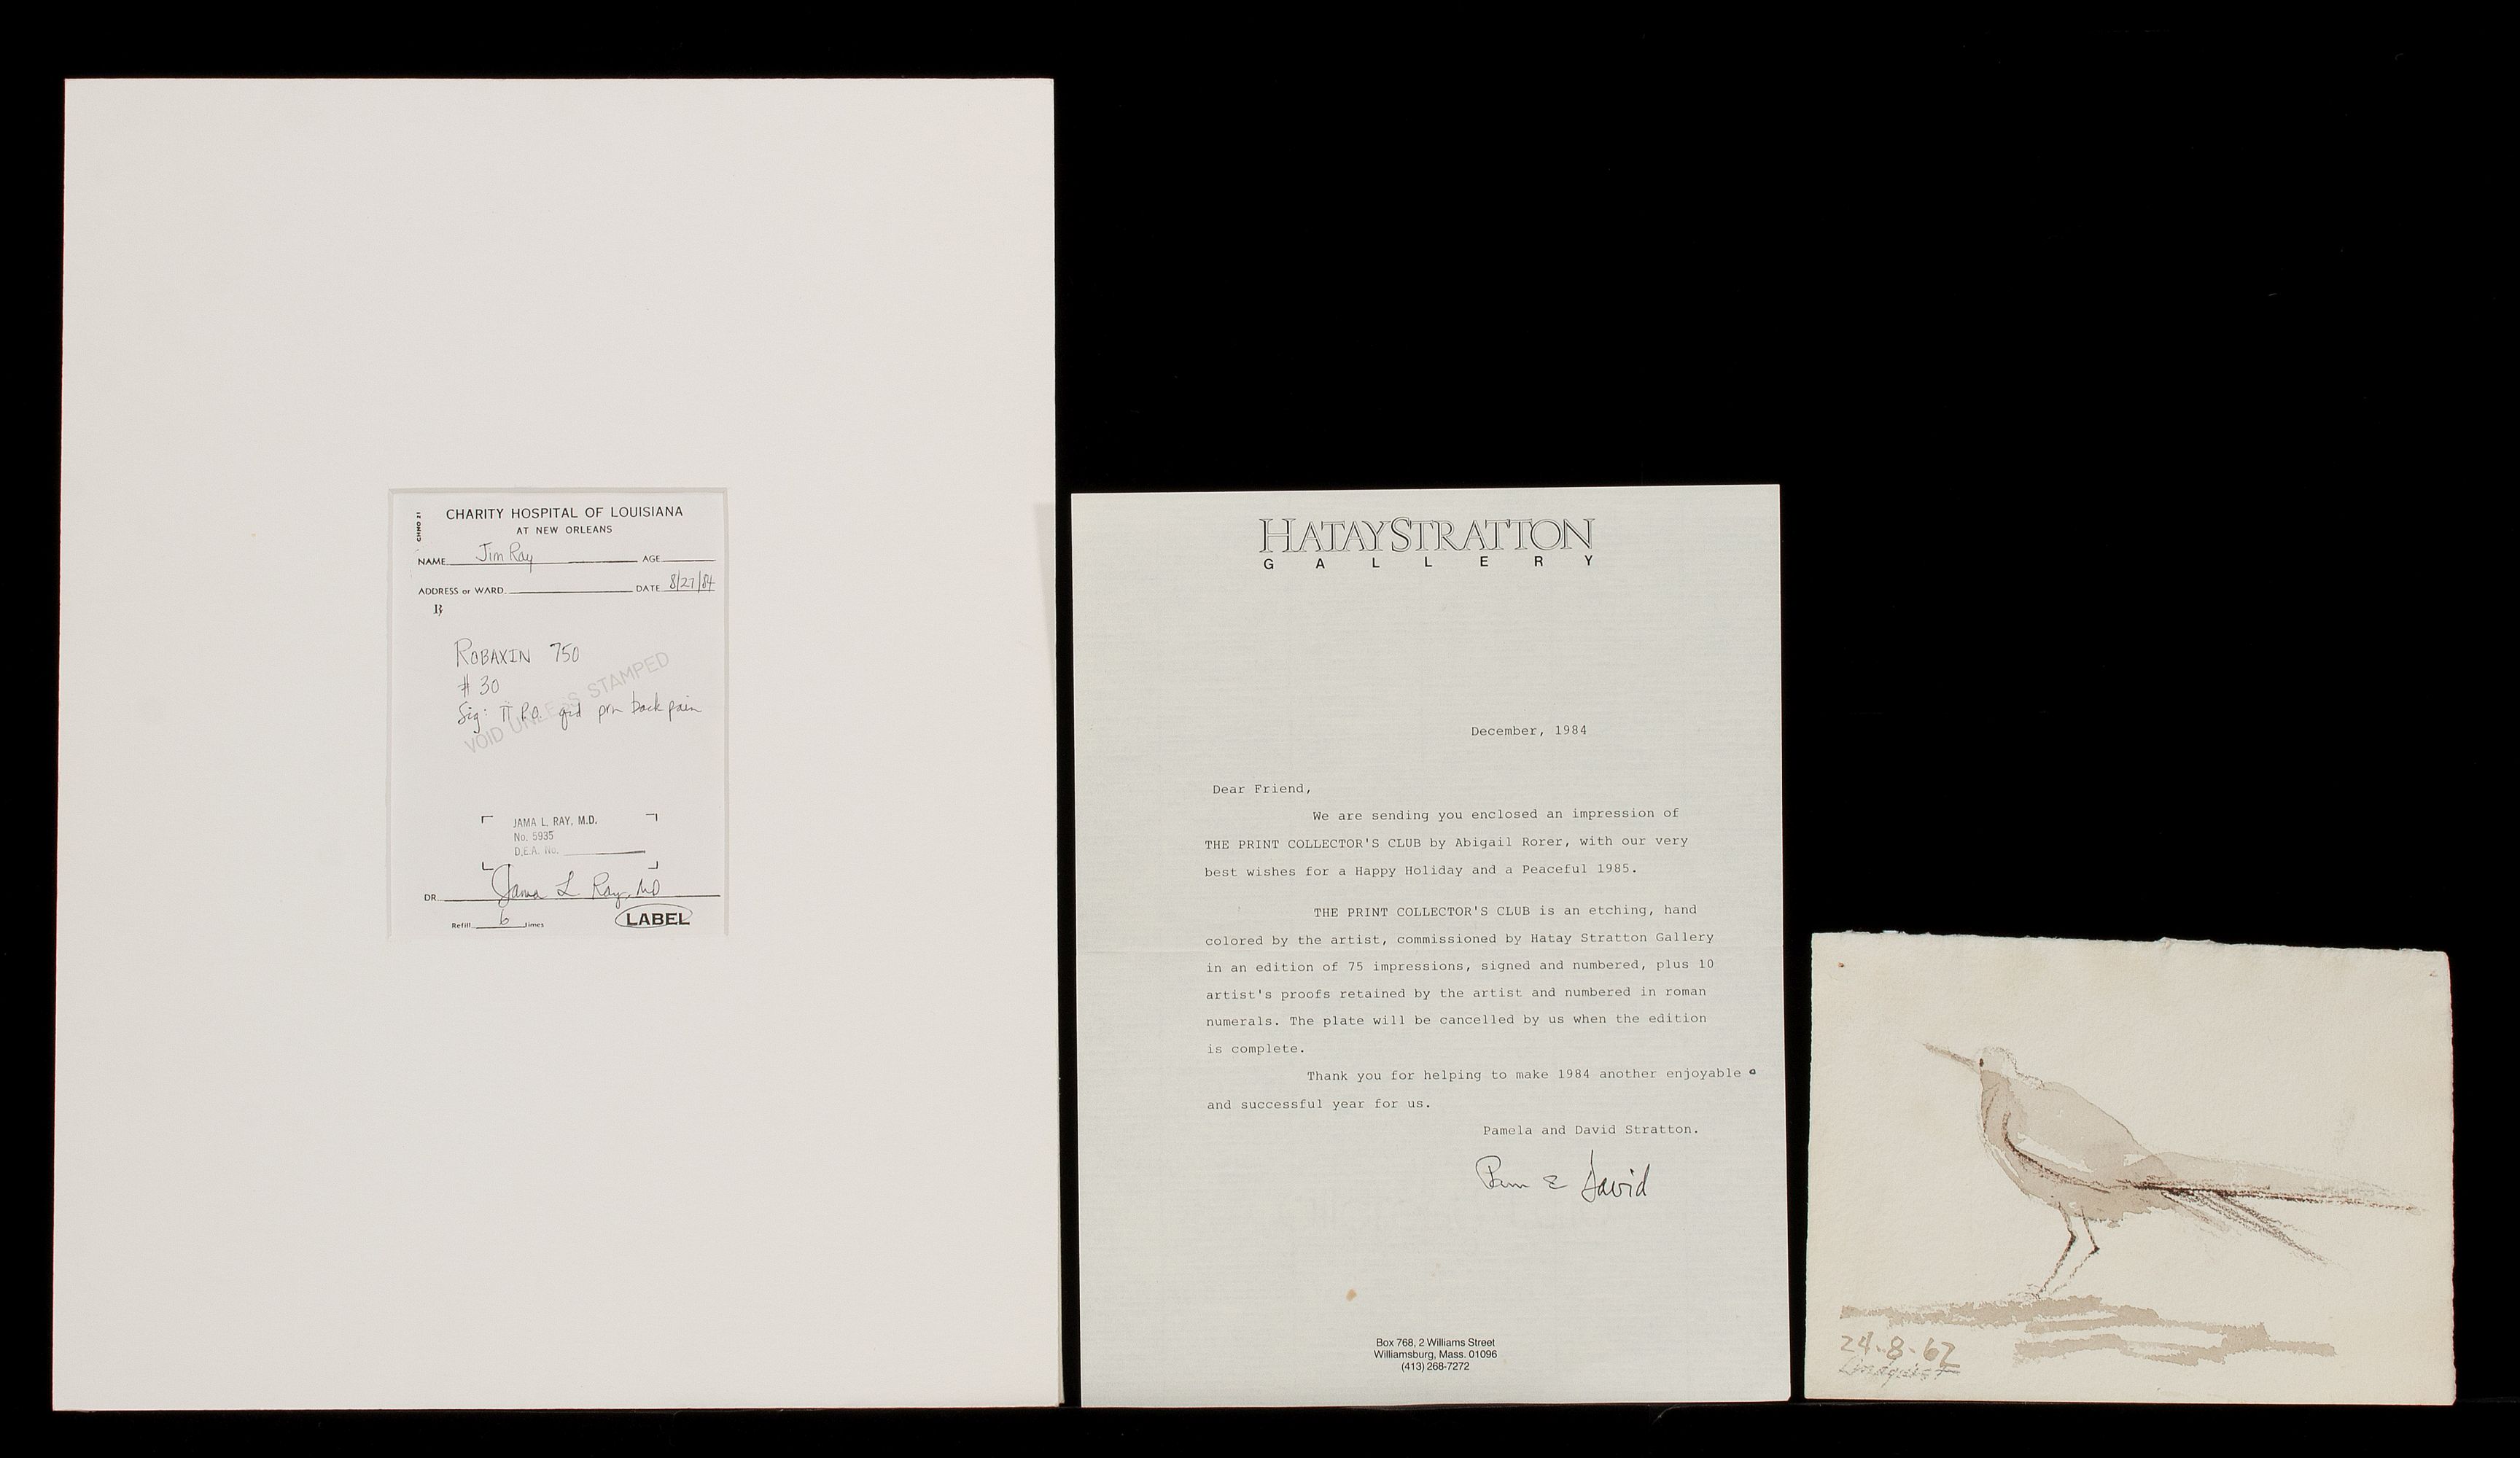 CHNO 21
CHARITY HOSPITAL OF LOUISIANA
AT NEW ORLEANS
NAME Jim Ray AGE
ADDRESS or WARD. DATE 8/27/84
℞
ROBAXIN 750
# 30
Sig: ii P.O. qid prn back pain
VOID UNLESS STAMPED
JAMA L. RAY, M.D.
No. 5935
D.E.A. No.
DR. Jama L Ray, MD
Refill 6 times LABEL
HATAYSTRATTON
GALLERY
December, 1984
Dear Friend,
We are sending you enclosed an impression of
THE PRINT COLLECTOR'S CLUB by Abigail Rorer, with our very
best wishes for a Happy Holiday and a Peaceful 1985.
THE PRINT COLLECTOR'S CLUB is an etching, hand
colored by the artist, commissioned by Hatay Stratton Gallery
in an edition of 75 impressions, signed and numbered, plus 10
artist's proofs retained by the artist and numbered in roman
numerals. The plate will be cancelled by us when the edition
is complete.
Thank you for helping to make 1984 another enjoyable
and successful year for us.
Pamela and David Stratton.
Pam & David
Box 768, 2 Williams Street
Williamsburg, Mass. 01096
(413) 268-7272
24-8-62
Lindquist